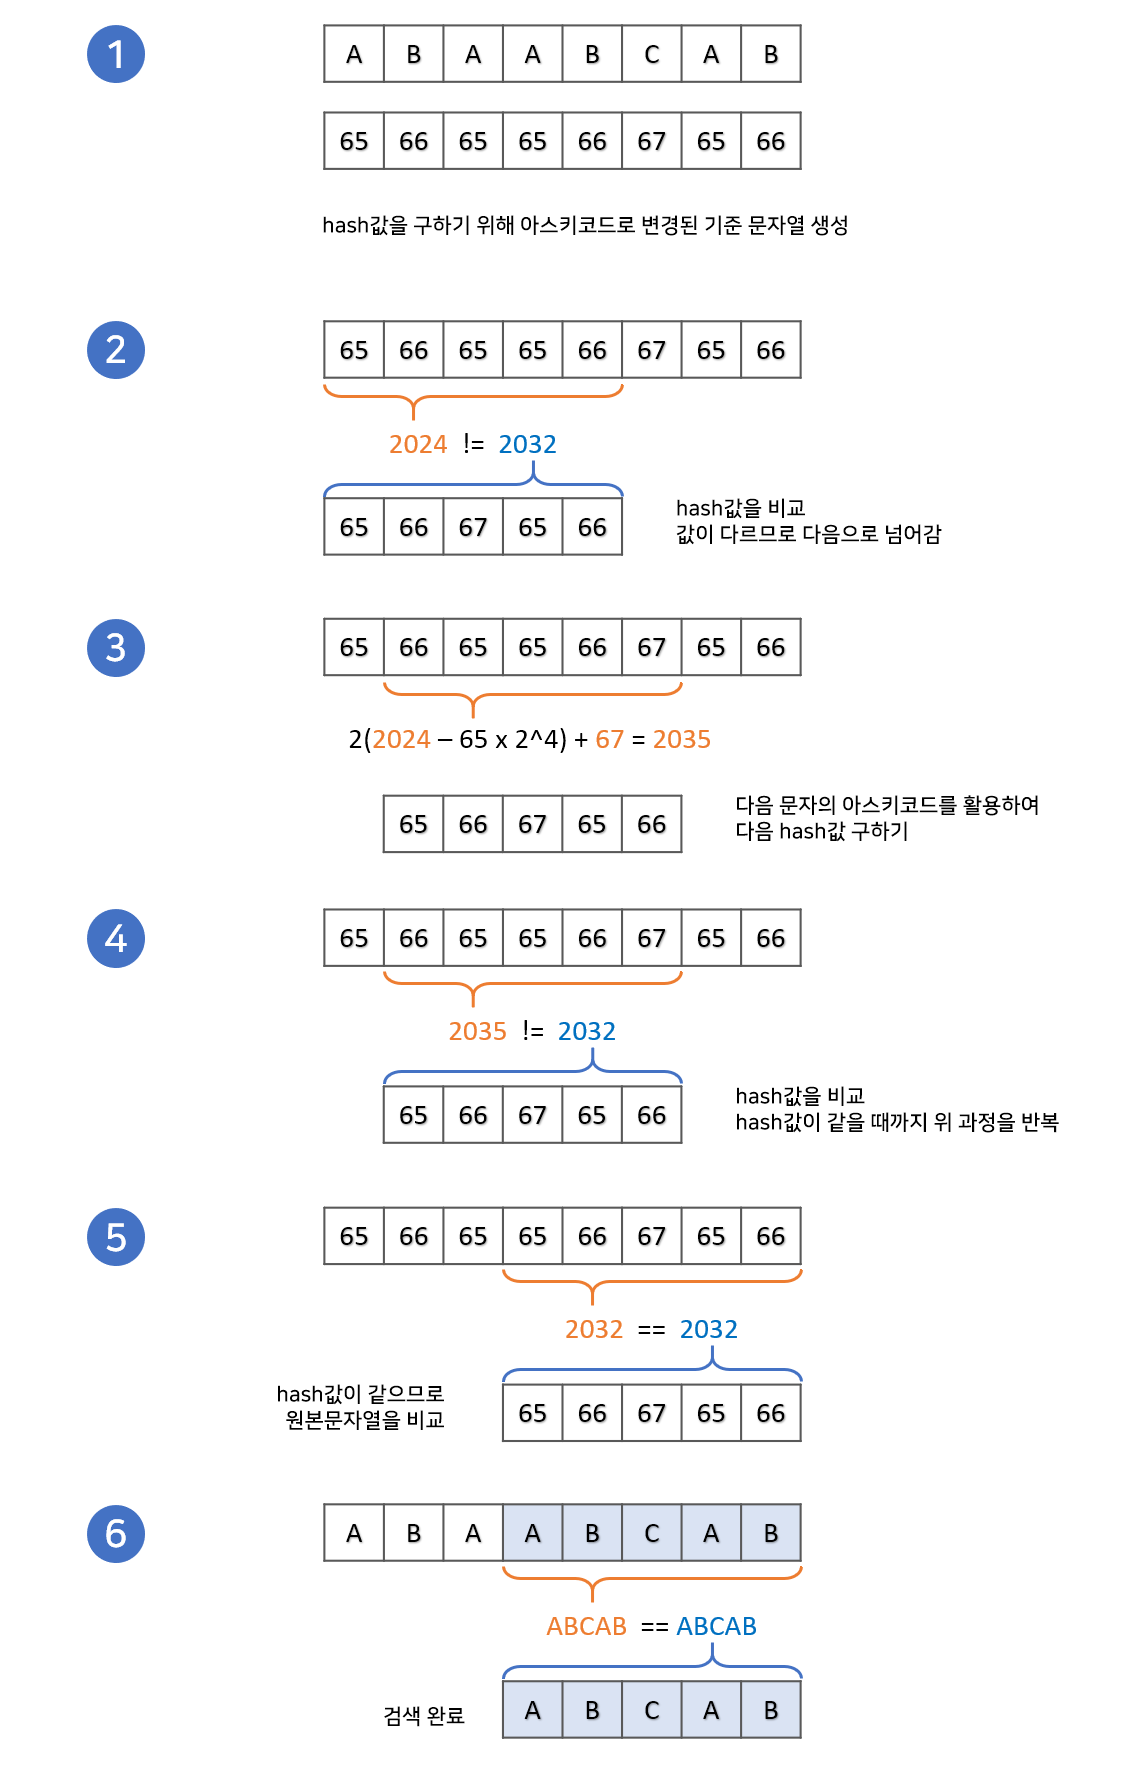 1
A B A A B C A B
65 66 65 65 66 67 65 66
hash값을 구하기 위해 아스키코드로 변경된 기준 문자열 생성
2
65 66 65 65 66 67 65 66
2024 != 2032
65 66 67 65 66
hash값을 비교
값이 다르므로 다음으로 넘어감
3
65 66 65 65 66 67 65 66
2(2024 – 65 x 2^4) + 67 = 2035
65 66 67 65 66
다음 문자의 아스키코드를 활용하여
다음 hash값 구하기
4
65 66 65 65 66 67 65 66
2035 != 2032
65 66 67 65 66
hash값을 비교
hash값이 같을 때까지 위 과정을 반복
5
65 66 65 65 66 67 65 66
2032 == 2032
hash값이 같으므로
원본문자열을 비교
65 66 67 65 66
6
A B A A B C A B
ABCAB == ABCAB
검색 완료
A B C A B